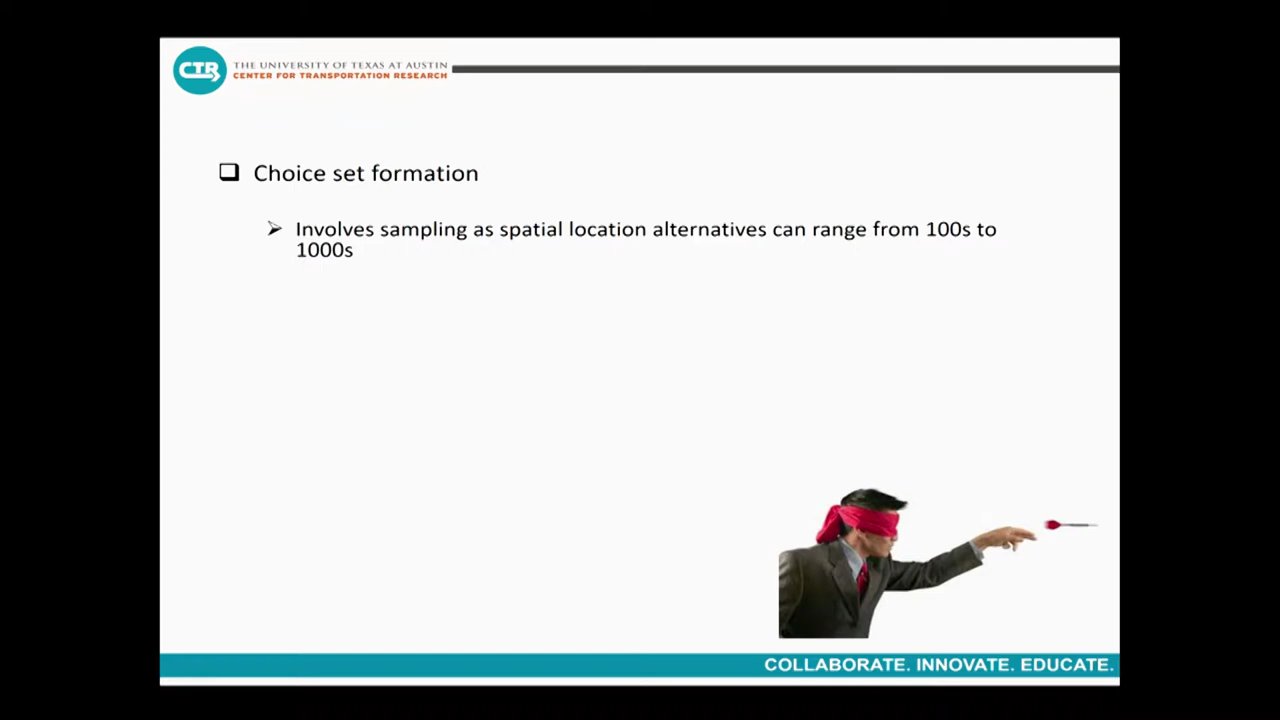 CTR
THE UNIVERSITY OF TEXAS AT AUSTIN
CENTER FOR TRANSPORTATION RESEARCH
Choice set formation
Involves sampling as spatial location alternatives can range from 100s to
1000s
COLLABORATE. INNOVATE. EDUCATE.